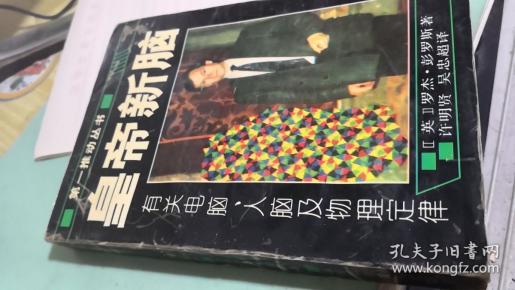 第一推动丛书
皇帝新脑
有关电脑、人脑及物理定律
[英]罗杰·彭罗斯著
许明贤 吴忠超译
孔夫子旧书网
www.kongfz.com